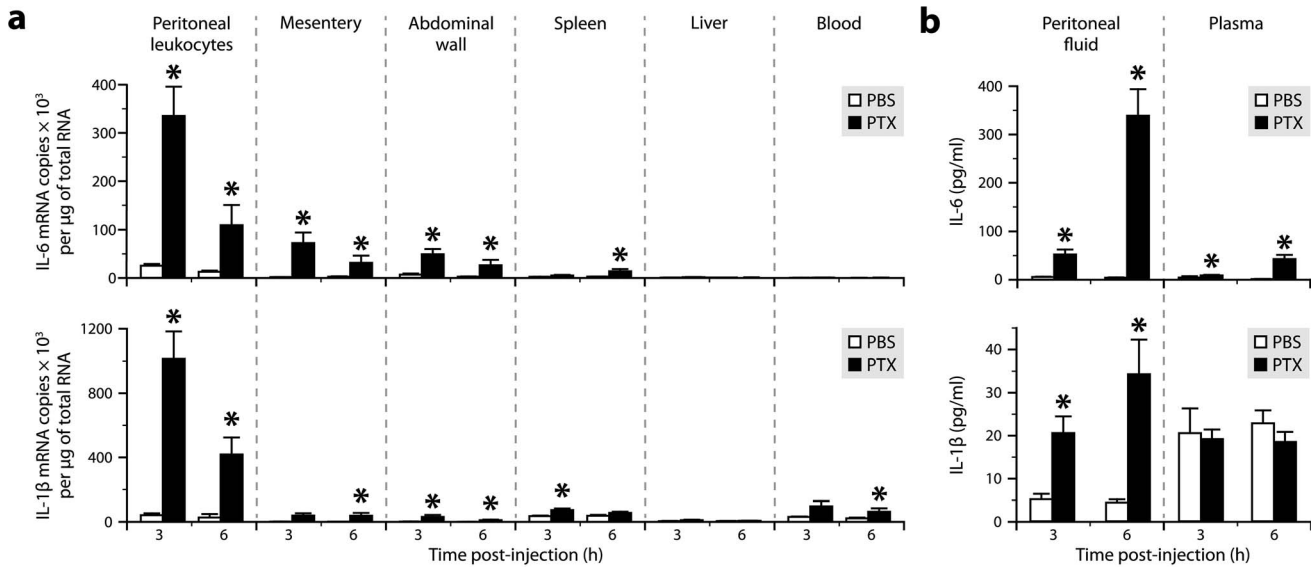 a
Peritoneal leukocytes
Mesentery
Abdominal wall
Spleen
Liver
Blood
IL-6 mRNA copies × 10³
per µg of total RNA
400
300
200
100
0
* * * * * * *
PBS
PTX
IL-1β mRNA copies × 10³
per µg of total RNA
1200
800
400
0
* * * * * * *
PBS
PTX
3 6 3 6 3 6 3 6 3 6 3 6
Time post-injection (h)
b
Peritoneal fluid
Plasma
IL-6 (pg/ml)
400
300
200
100
0
* * * *
PBS
PTX
IL-1β (pg/ml)
40
30
20
10
0
* *
PBS
PTX
3 6 3 6
Time post-injection (h)